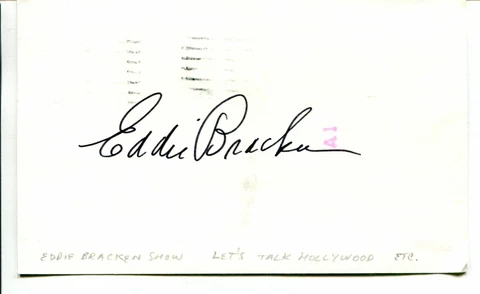 Eddie Bracken
A1
EDDIE BRACKEN SHOW LET'S TALK HOLLYWOOD ETC.